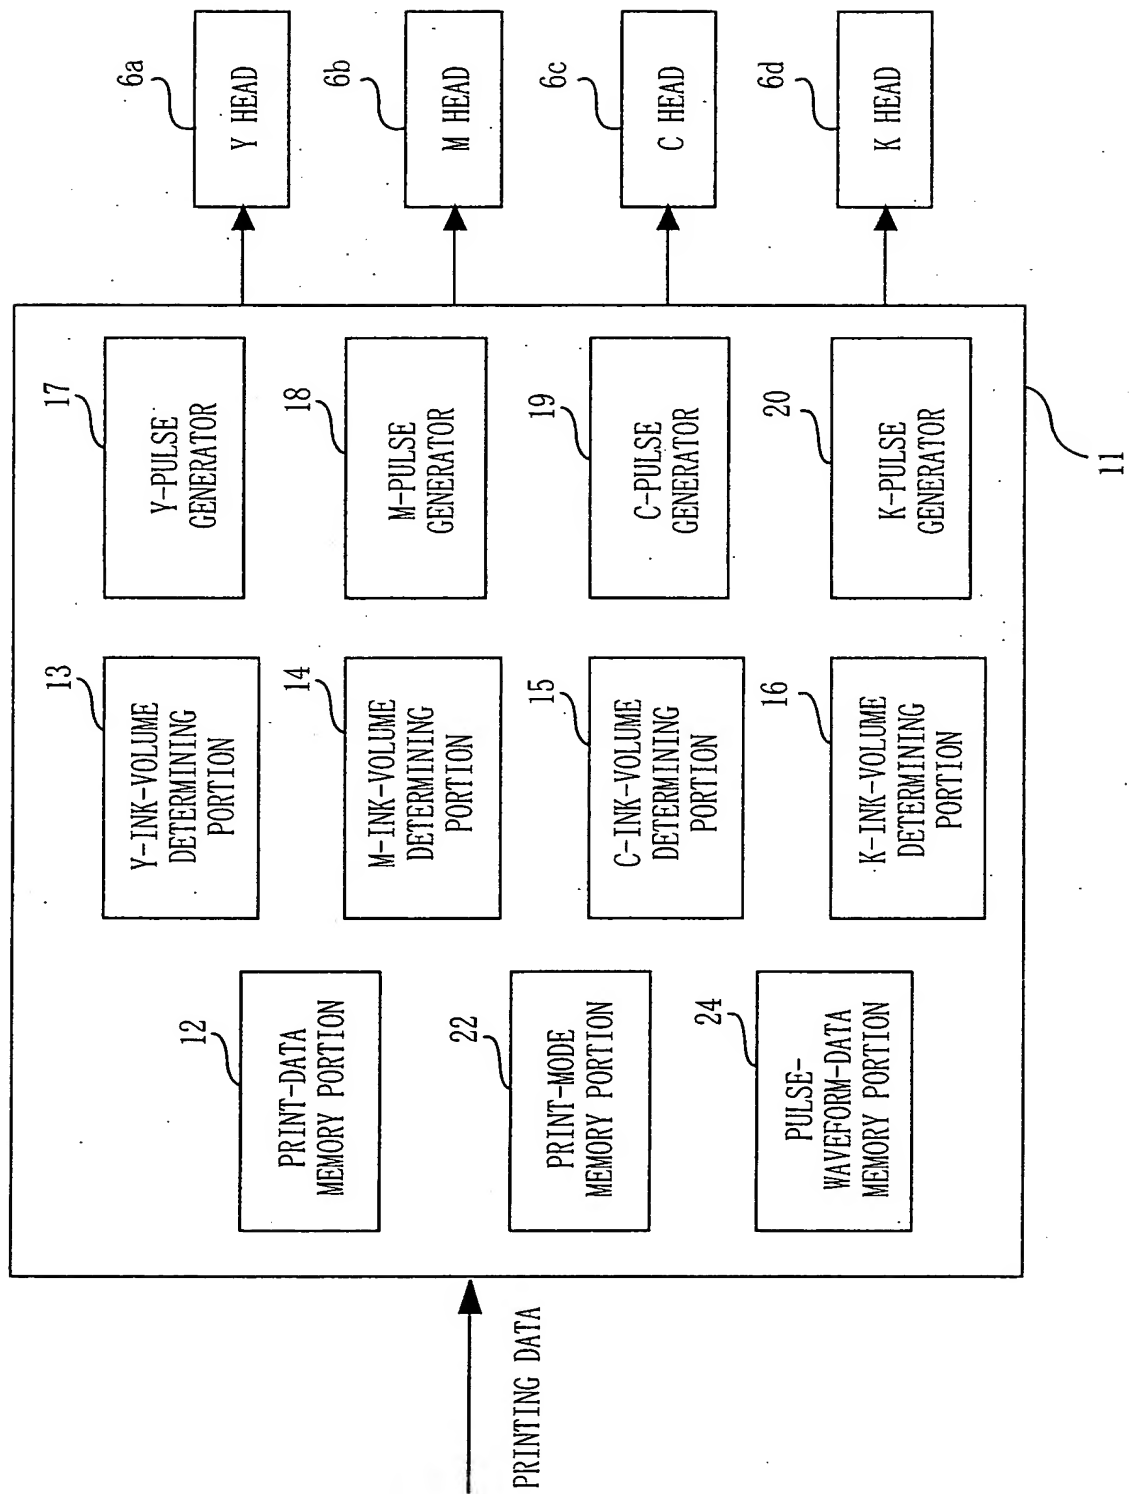 PRINTING DATA
12
PRINT-DATA
MEMORY PORTION
22
PRINT-MODE
MEMORY PORTION
24
PULSE-
WAVEFORM-DATA
MEMORY PORTION
13
Y-INK-VOLUME
DETERMINING
PORTION
14
M-INK-VOLUME
DETERMINING
PORTION
15
C-INK-VOLUME
DETERMINING
PORTION
16
K-INK-VOLUME
DETERMINING
PORTION
17
Y-PULSE
GENERATOR
18
M-PULSE
GENERATOR
19
C-PULSE
GENERATOR
20
K-PULSE
GENERATOR
11
6a
Y HEAD
6b
M HEAD
6c
C HEAD
6d
K HEAD